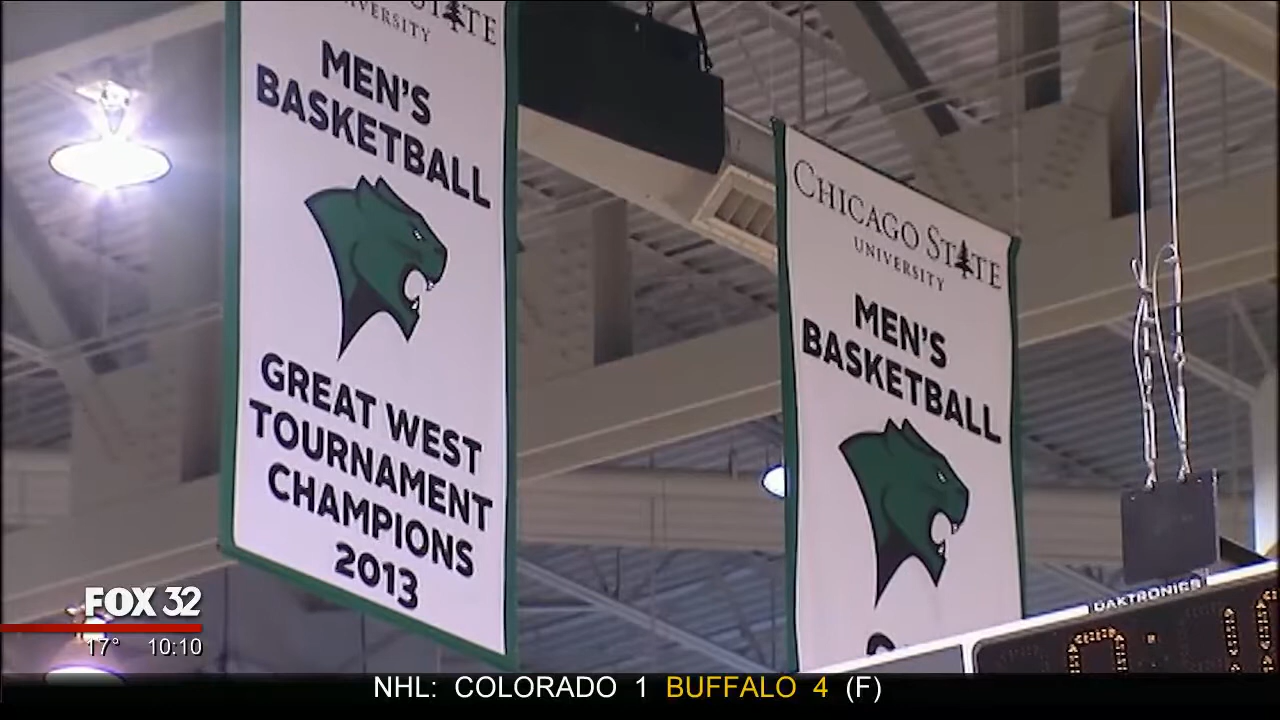 STATE
UNIVERSITY
MEN'S
BASKETBALL
GREAT WEST
TOURNAMENT
CHAMPIONS
2013
CHICAGO STATE
UNIVERSITY
MEN'S
BASKETBALL
DAKTRONICS
FOX 32
17° 10:10
NHL: COLORADO 1 BUFFALO 4 (F)